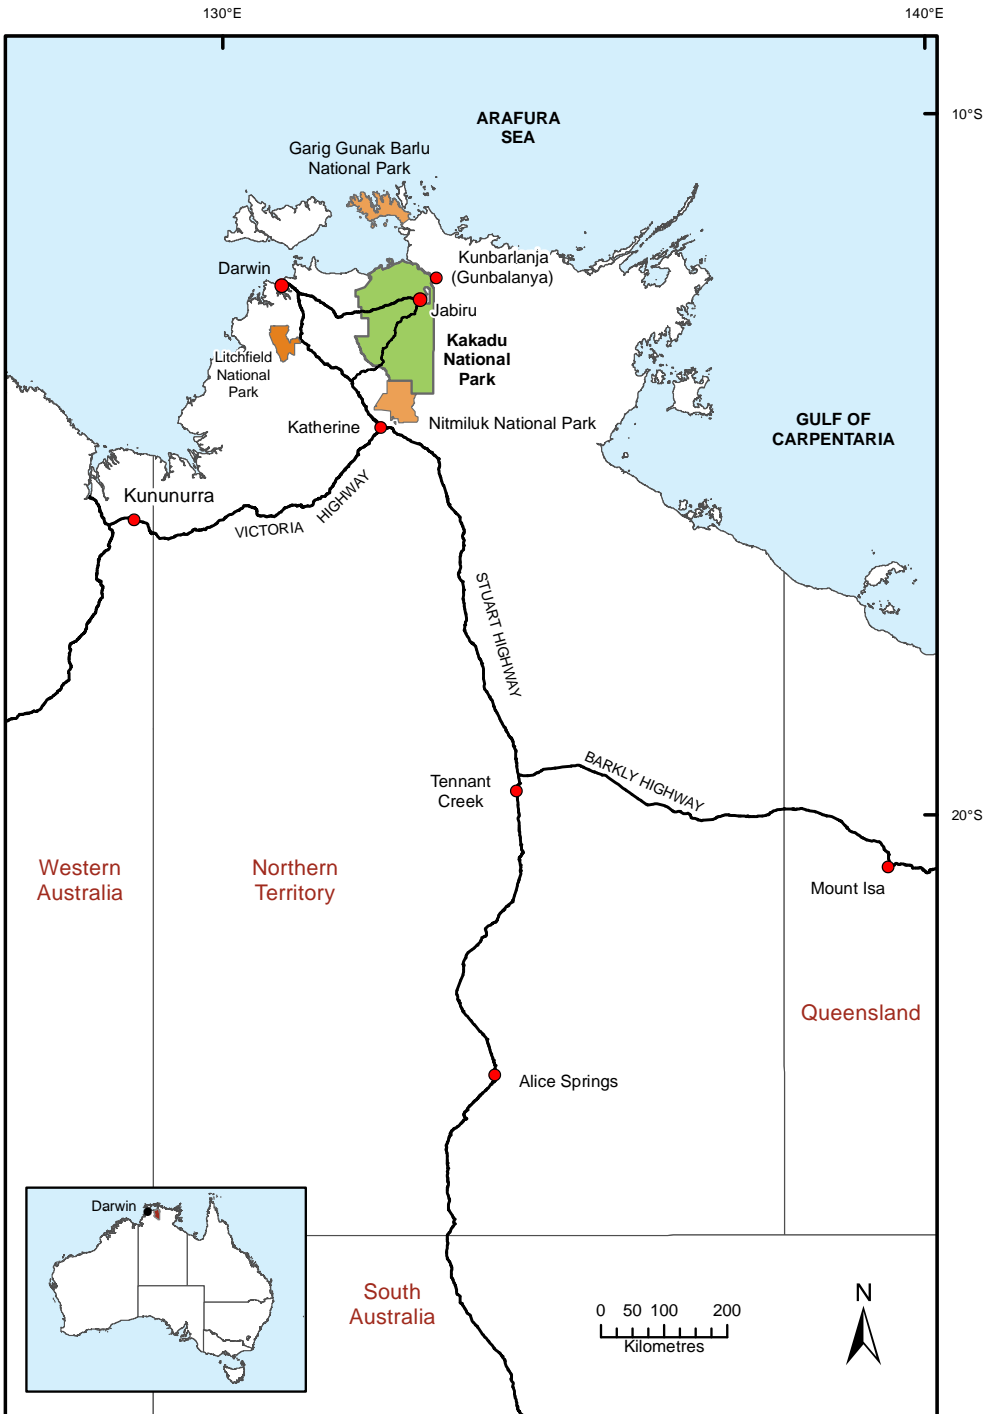 130°E
140°E
10°S
ARAFURA
SEA
Garig Gunak Barlu
National Park
Kunbarlanja
(Gunbalanya)
Darwin
Jabiru
Kakadu
National
Park
Litchfield
National
Park
Nitmiluk National Park
Katherine
GULF OF
CARPENTARIA
Kununurra
VICTORIA
HIGHWAY
STUART HIGHWAY
BARKLY HIGHWAY
Tennant
Creek
20°S
Mount Isa
Western
Australia
Northern
Territory
Queensland
Alice Springs
Darwin
South
Australia
0 50 100 200
Kilometres
N